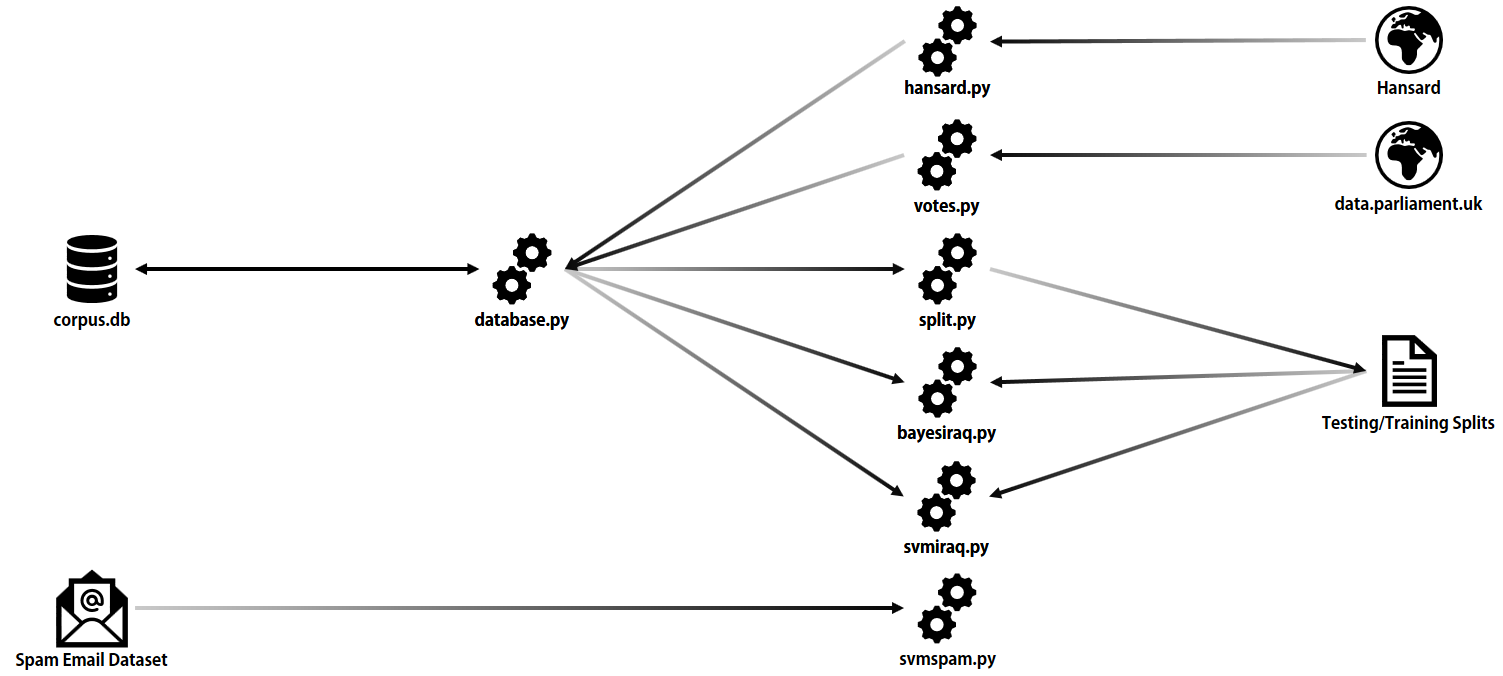 hansard.py
Hansard
votes.py
data.parliament.uk
corpus.db
database.py
split.py
Testing/Training Splits
bayesiraq.py
svmiraq.py
@
Spam Email Dataset
svmspam.py